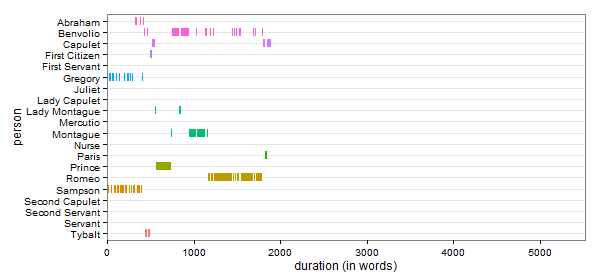 Abraham
Benvolio
Capulet
First Citizen
First Servant
Gregory
Juliet
Lady Capulet
Lady Montague
Mercutio
Montague
Nurse
Paris
Prince
Romeo
Sampson
Second Capulet
Second Servant
Servant
Tybalt
person
0 1000 2000 3000 4000 5000
duration (in words)